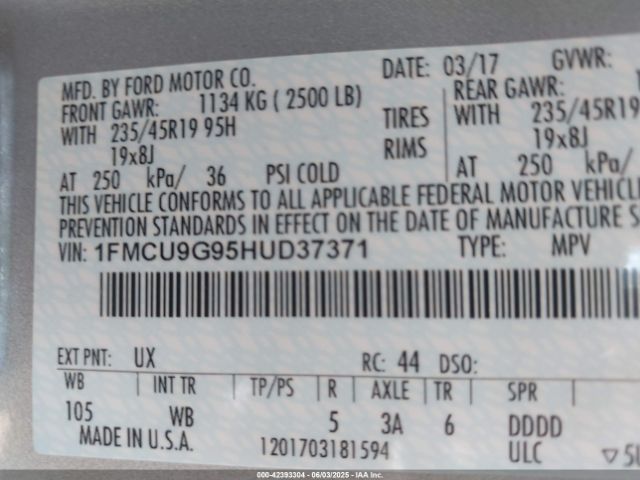 MFD. BY FORD MOTOR CO. DATE: 03/17 GVWR:
FRONT GAWR: 1134 KG ( 2500 LB) REAR GAWR:
WITH 235/45R19 95H TIRES WITH 235/45R19
19x8J RIMS 19x8J
AT 250 kPa/ 36 PSI COLD AT 250 kPa/
THIS VEHICLE CONFORMS TO ALL APPLICABLE FEDERAL MOTOR VEHICLE
PREVENTION STANDARDS IN EFFECT ON THE DATE OF MANUFACTURE S
VIN: 1FMCU9G95HUD37371 TYPE: MPV
EXT PNT: UX RC: 44 DSO:
WB INT TR TP/PS R AXLE TR SPR
105 WB 5 3A 6 DDDD
MADE IN U.S.A. 1201703181594 ULC
000-42393304 - 06/03/2025 - IAA Inc.